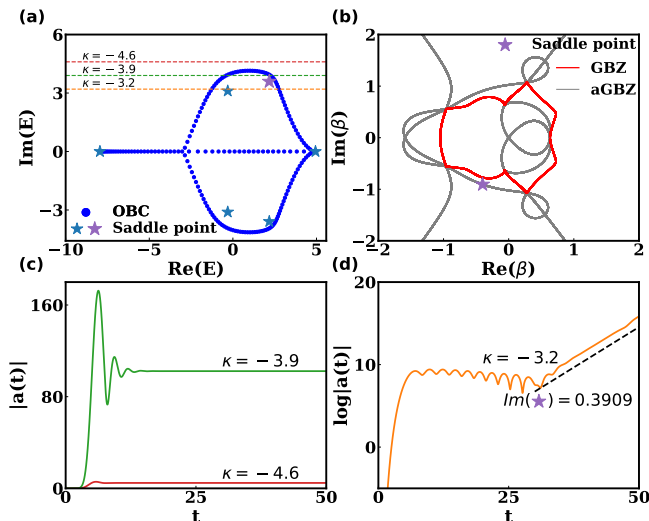 (a)
6
3
0
−3
Im(E)
κ = −4.6
κ = −3.9
κ = −3.2
OBC
Saddle point
−10
−5
0
5
Re(E)
(b)
2
1
0
−1
−2
Im(β)
Saddle point
GBZ
aGBZ
−2
−1
0
1
2
Re(β)
(c)
160
80
0
|a(t)|
κ = −3.9
κ = −4.6
0
25
50
t
(d)
20
10
0
log|a(t)|
κ = −3.2
Im(★) = 0.3909
0
25
50
t